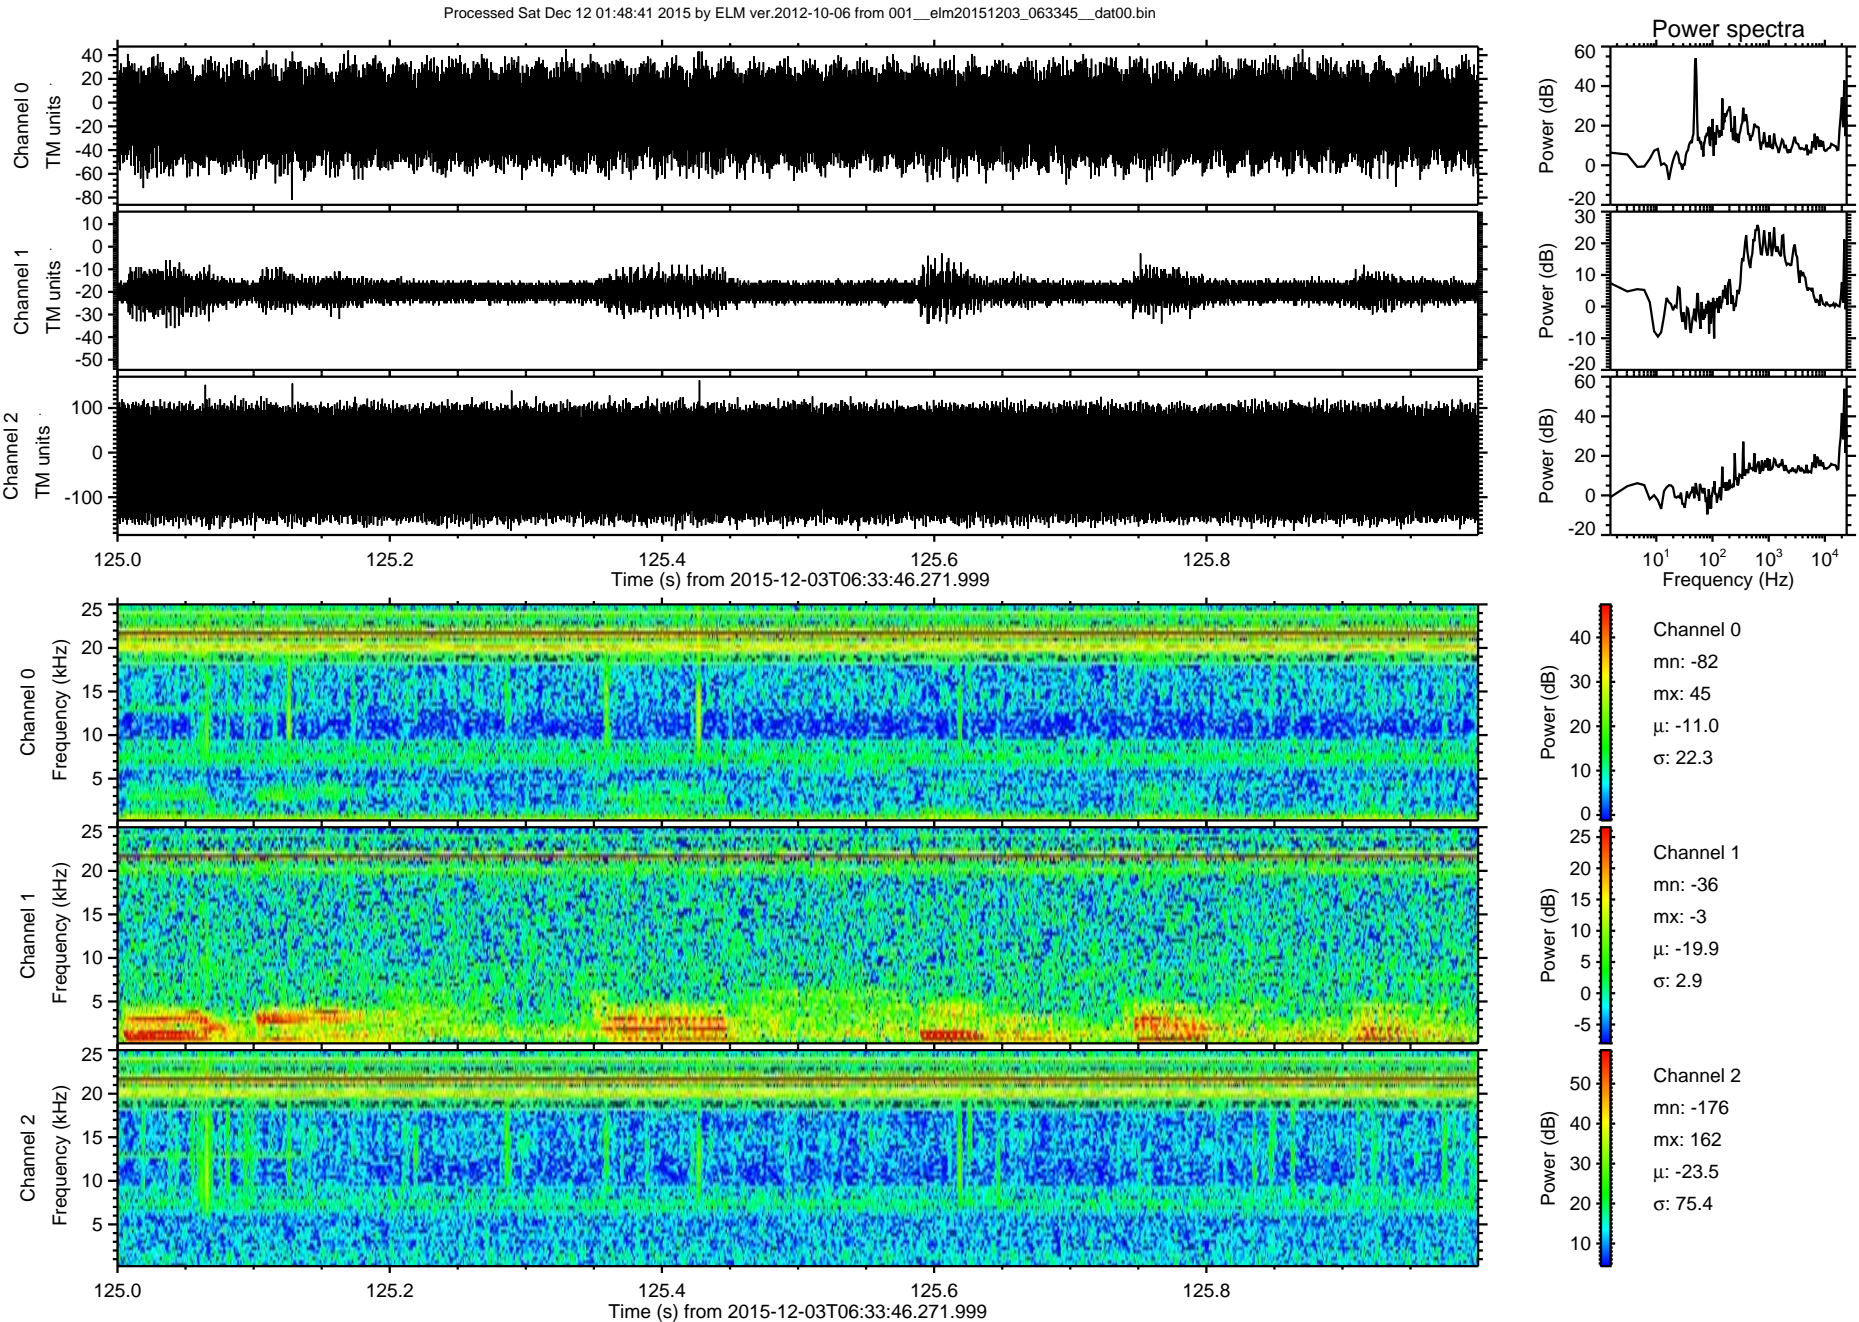 Processed Sat Dec 12 01:48:41 2015 by ELM ver.2012-10-06 from 001__elm20151203_063345__dat00.bin
Power spectra
Channel 0
TM units
40
20
0
-20
-40
-60
-80
Power (dB)
60
40
20
0
-20
Channel 1
TM units
10
0
-10
-20
-30
-40
-50
Power (dB)
30
20
10
0
-10
-20
Channel 2
TM units
100
0
-100
Power (dB)
60
40
20
0
-20
125.0 125.2 125.4 125.6 125.8
Time (s) from 2015-12-03T06:33:46.271.999
10¹ 10² 10³ 10⁴
Frequency (Hz)
Channel 0
Frequency (kHz)
25
20
15
10
5
Power (dB)
40
30
20
10
0
Channel 0
mn: -82
mx: 45
μ: -11.0
σ: 22.3
Channel 1
Frequency (kHz)
25
20
15
10
5
Power (dB)
25
20
15
10
5
0
-5
Channel 1
mn: -36
mx: -3
μ: -19.9
σ: 2.9
Channel 2
Frequency (kHz)
25
20
15
10
5
Power (dB)
50
40
30
20
10
Channel 2
mn: -176
mx: 162
μ: -23.5
σ: 75.4
125.0 125.2 125.4 125.6 125.8
Time (s) from 2015-12-03T06:33:46.271.999